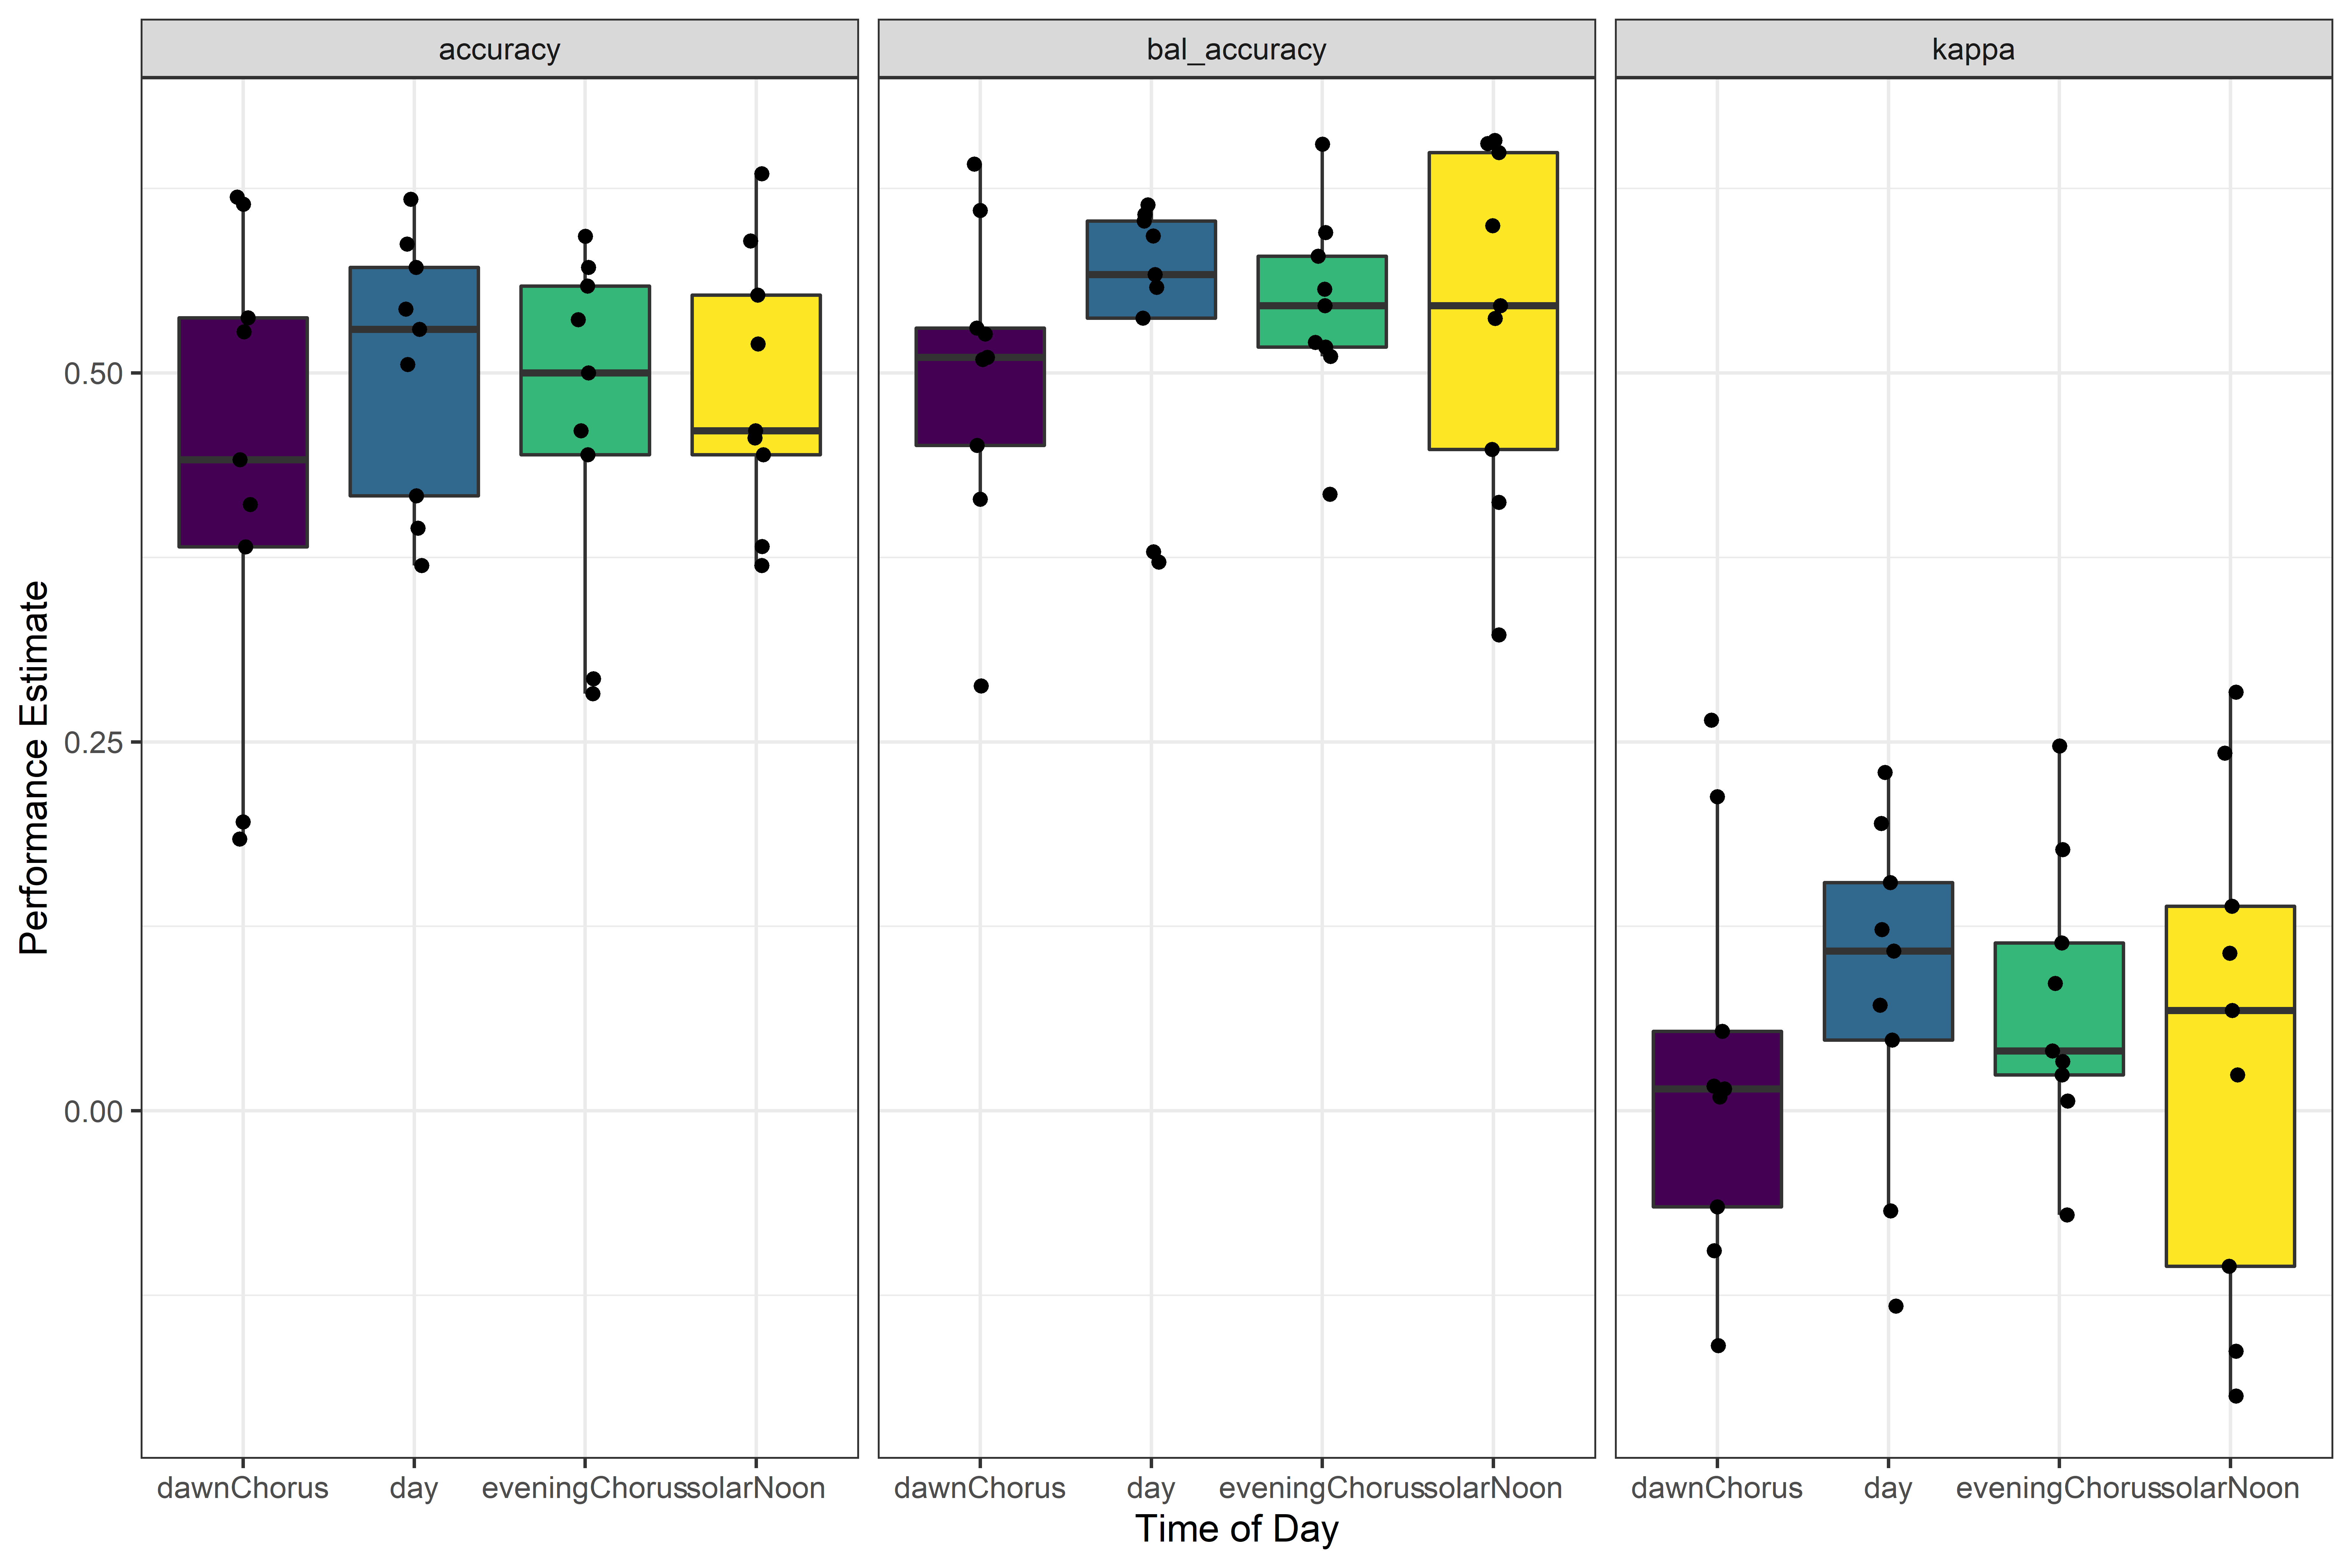 accuracy bal_accuracy kappa
Performance Estimate
0.50
0.25
0.00
dawnChorus day eveningChorus solarNoon dawnChorus day eveningChorus solarNoon dawnChorus day eveningChorus solarNoon
Time of Day